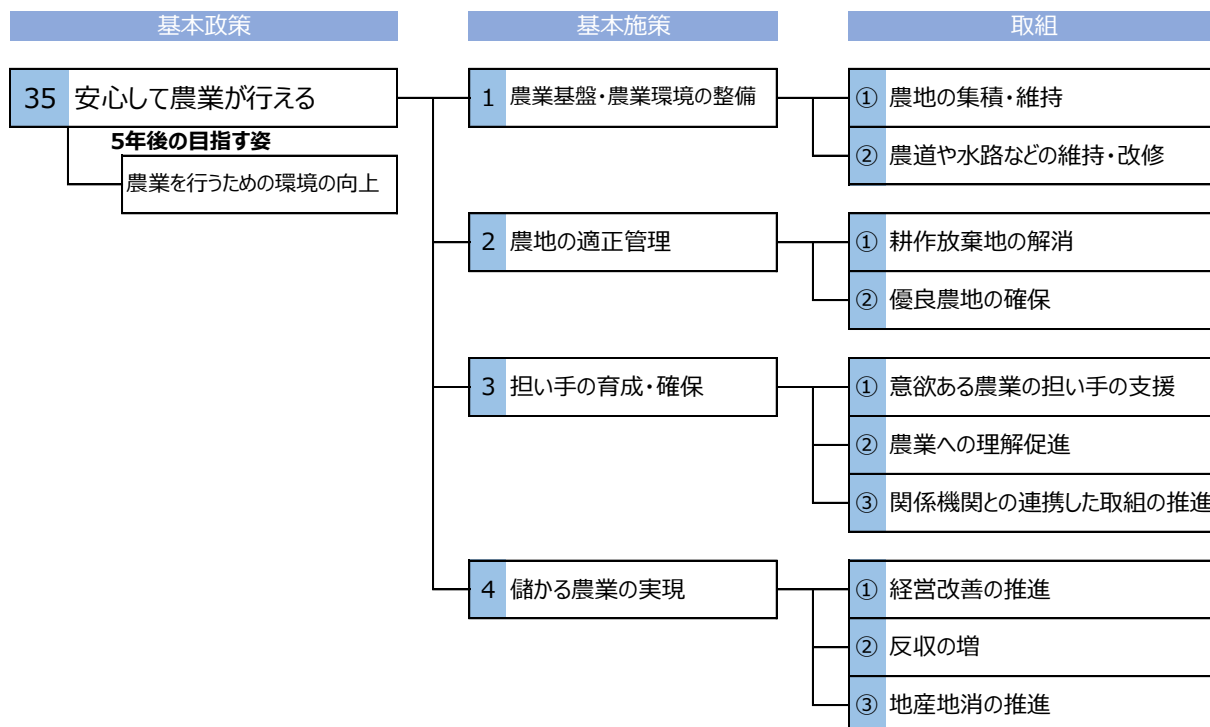 基本政策
基本施策
取組
35 安心して農業が行える
5年後の目指す姿
農業を行うための環境の向上
1 農業基盤・農業環境の整備
① 農地の集積・維持
② 農道や水路などの維持・改修
2 農地の適正管理
① 耕作放棄地の解消
② 優良農地の確保
3 担い手の育成・確保
① 意欲ある農業の担い手の支援
② 農業への理解促進
③ 関係機関との連携した取組の推進
4 儲かる農業の実現
① 経営改善の推進
② 反収の増
③ 地産地消の推進